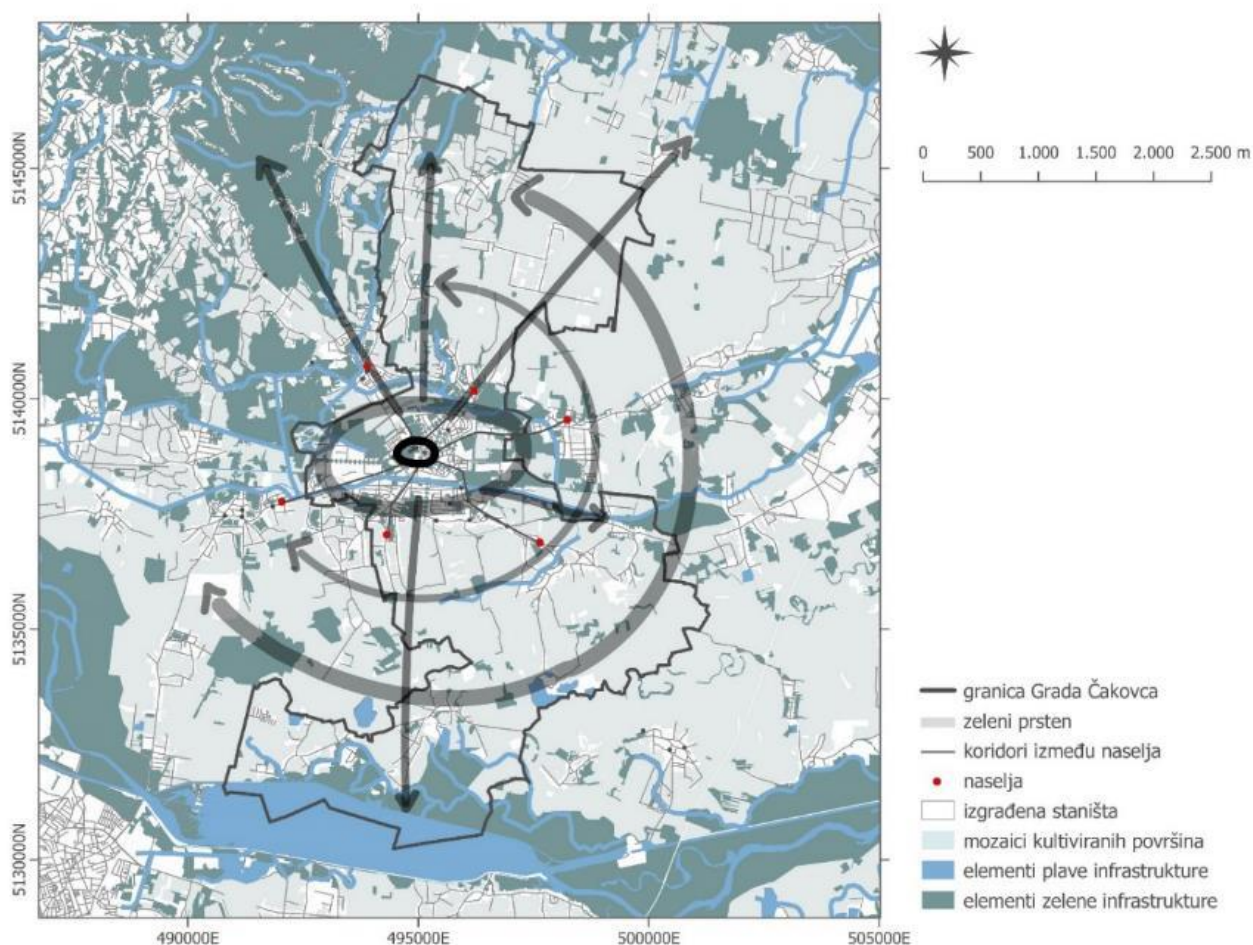 490000E 495000E 500000E 505000E
5145000N
5140000N
5135000N
5130000N
0 500 1.000 1.500 2.000 2.500 m
granica Grada Čakovca
zeleni prsten
koridori između naselja
naselja
izgrađena staništa
mozaici kultiviranih površina
elementi plave infrastrukture
elementi zelene infrastrukture